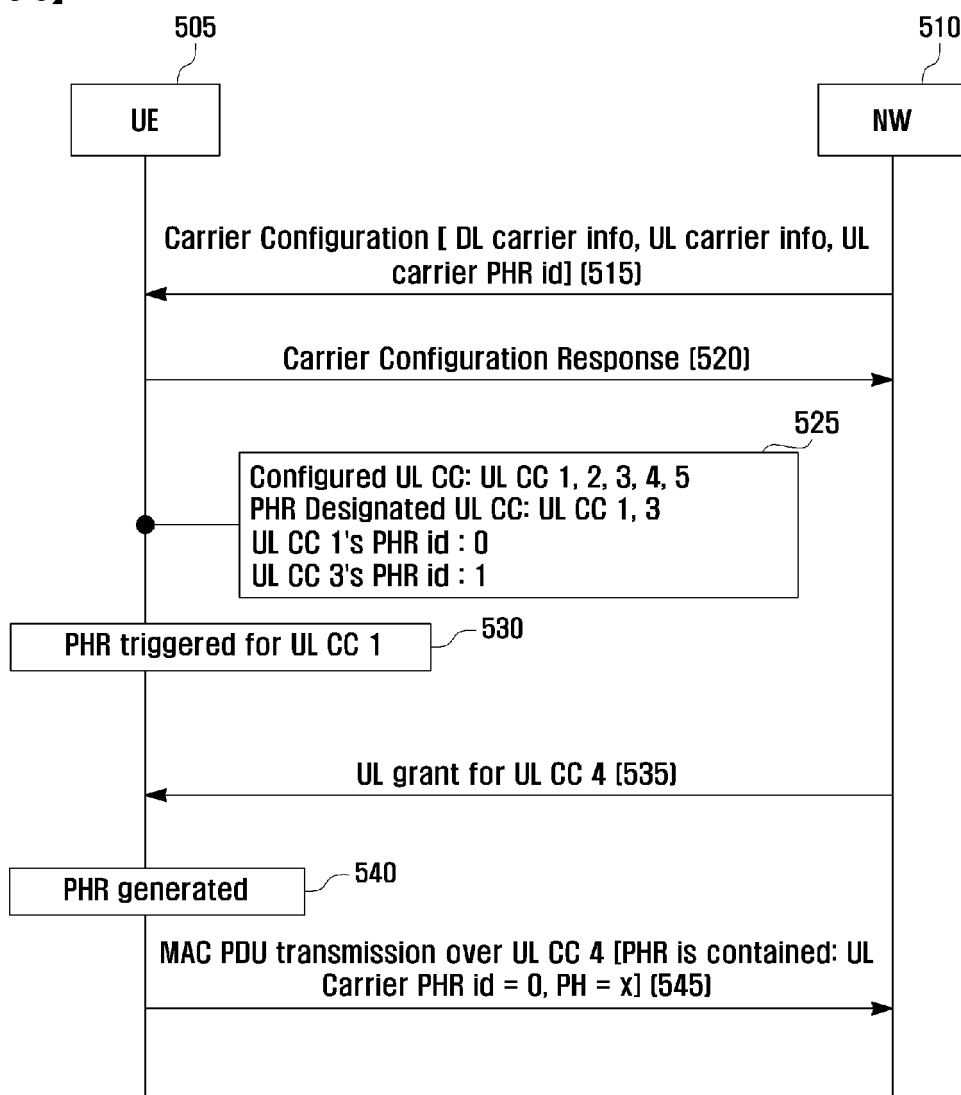 505
510
UE
NW
Carrier Configuration [ DL carrier info, UL carrier info, UL
carrier PHR id] (515)
Carrier Configuration Response (520)
525
Configured UL CC: UL CC 1, 2, 3, 4, 5
PHR Designated UL CC: UL CC 1, 3
UL CC 1's PHR id : 0
UL CC 3's PHR id : 1
PHR triggered for UL CC 1
530
UL grant for UL CC 4 (535)
PHR generated
540
MAC PDU transmission over UL CC 4 [PHR is contained: UL
Carrier PHR id = 0, PH = x] (545)